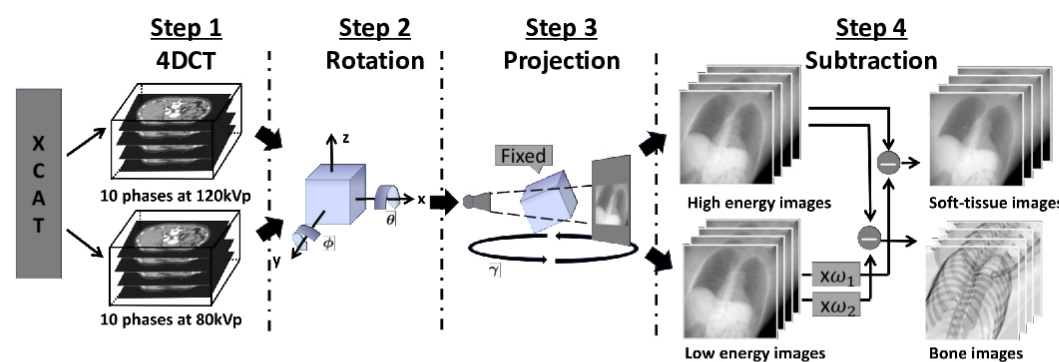 Step 1
4DCT
Step 2
Rotation
Step 3
Projection
Step 4
Subtraction
X
C
A
T
10 phases at 120kVp
10 phases at 80kVp
z
x
θ
ϕ
y
Fixed
γ
High energy images
Low energy images
xω₁
xω₂
Soft-tissue images
Bone images